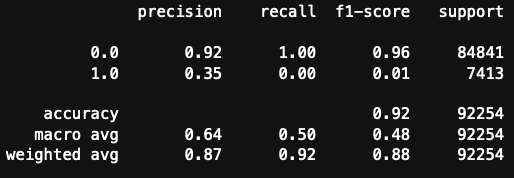 precision recall f1-score support
0.0 0.92 1.00 0.96 84841
1.0 0.35 0.00 0.01 7413
accuracy 0.92 92254
macro avg 0.64 0.50 0.48 92254
weighted avg 0.87 0.92 0.88 92254